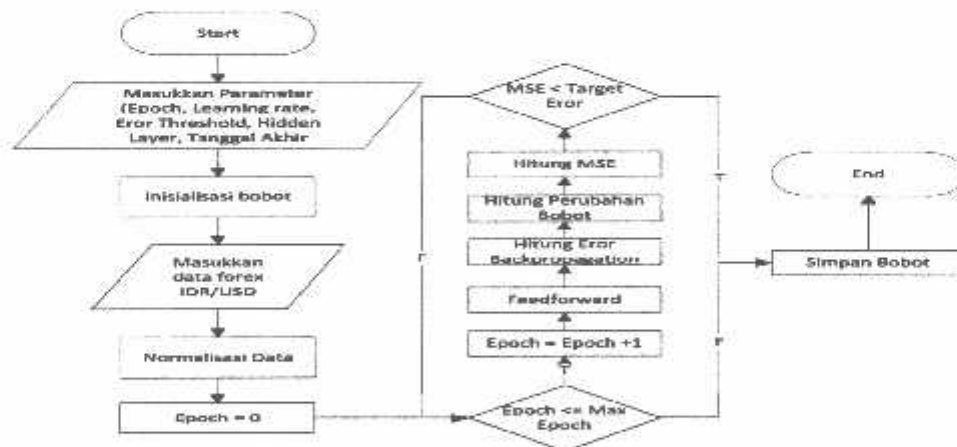 Start
Masukkan Parameter
(Epoch, Learning rate,
Eror Threshold, Hidden
Layer, Tanggal Akhir
Inisialisasi bobot
Masukkan
data forex
IDR/USD
Normalisasi Data
Epoch = 0
MSE < Target
Eror
Hitung MSE
Hitung Perubahan
Bobot
Hitung Eror
Backpropagation
Feedforward
Epoch = Epoch +1
Epoch <= Max
Epoch
F
End
Simpan Bobot